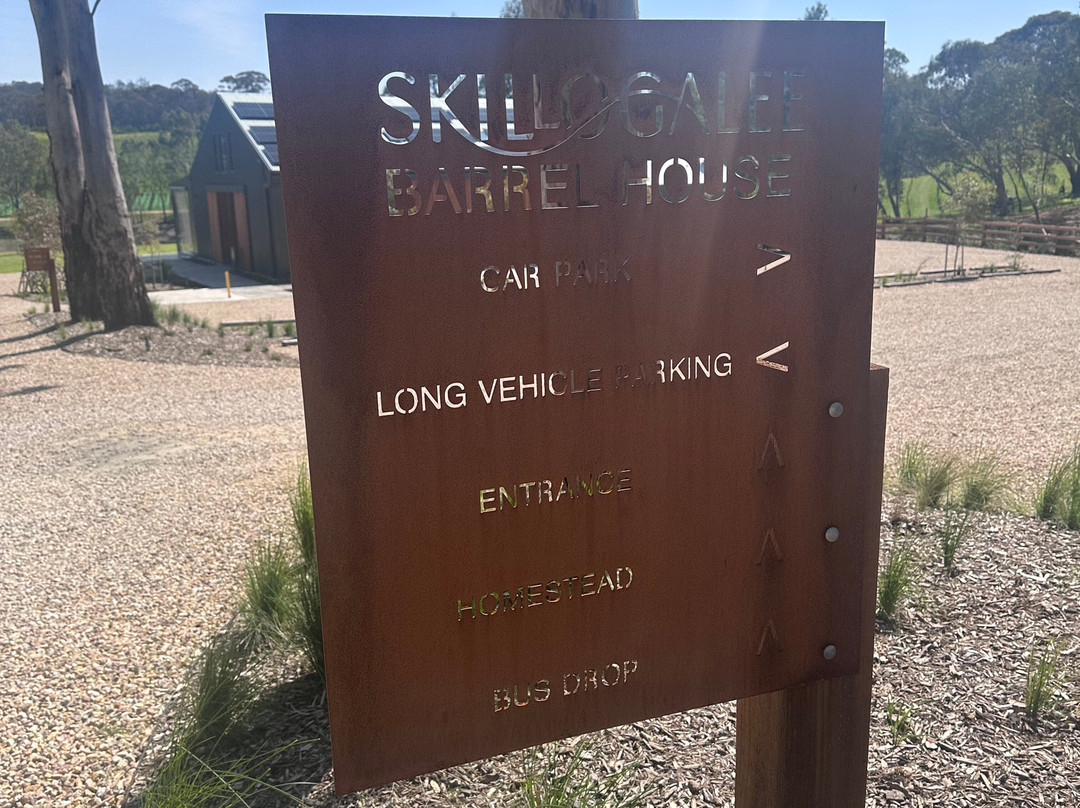 SKILLOGALEE
BARREL HOUSE
CAR PARK >
LONG VEHICLE PARKING <
ENTRANCE ^
HOMESTEAD ^
BUS DROP ^